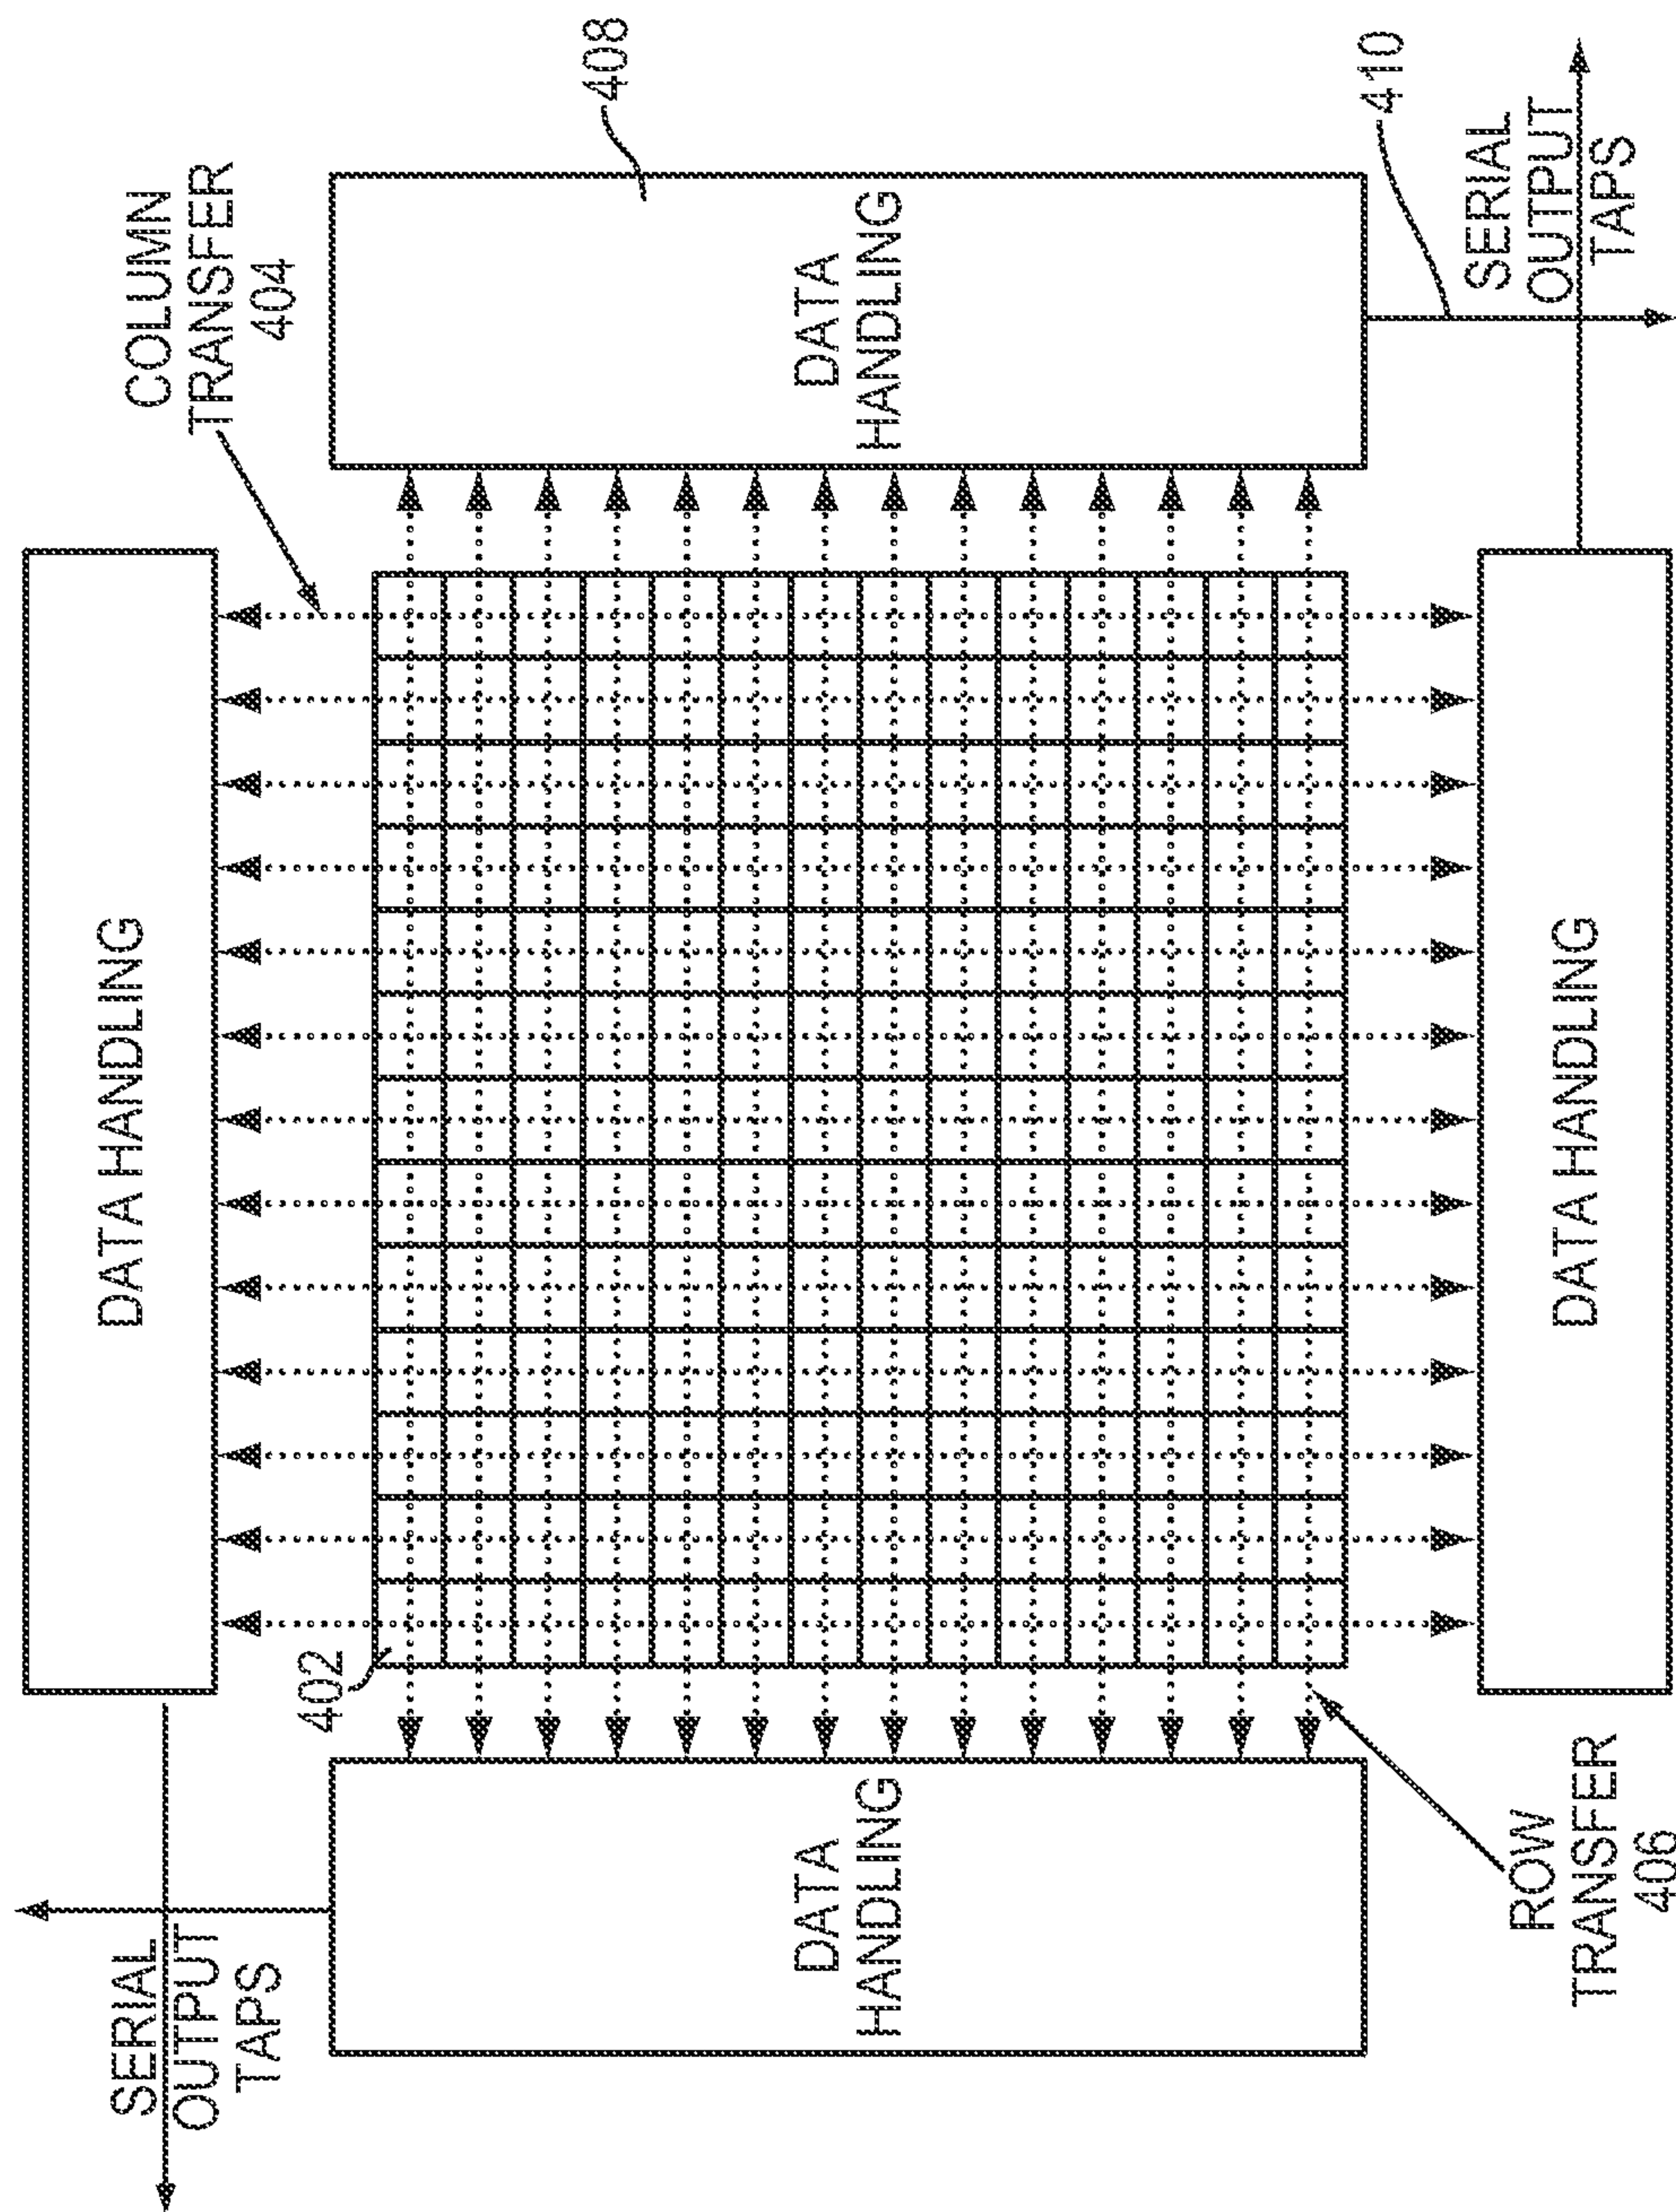 DATA HANDLING
SERIAL
OUTPUT
TAPS
COLUMN
TRANSFER
404
402
408
DATA
HANDLING
DATA
HANDLING
410
SERIAL
OUTPUT
TAPS
ROW
TRANSFER
406
DATA HANDLING